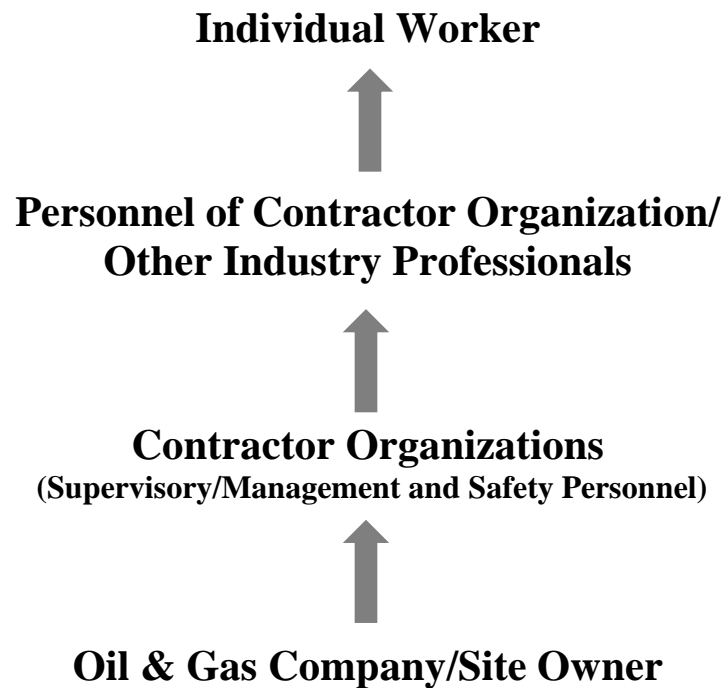 Individual Worker
Personnel of Contractor Organization/
Other Industry Professionals
Contractor Organizations
(Supervisory/Management and Safety Personnel)
Oil & Gas Company/Site Owner